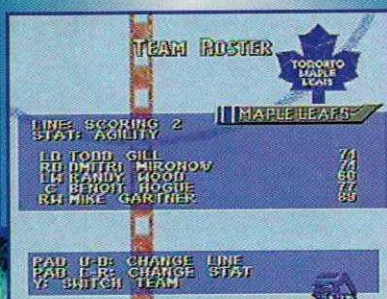 TEAM ROSTER
TORONTO
MAPLE
LEAFS
MAPLE LEAFS
LINE: SCORING 2
STAT: AGILITY
LD TODD GILL 74
RD DMITRI MIRONOV 74
LW RANDY WOOD 60
C BENOIT HOGUE 77
RW MIKE GARTNER 89
PAD U-D: CHANGE LINE
PAD L-R: CHANGE STAT
Y: SWITCH TEAM